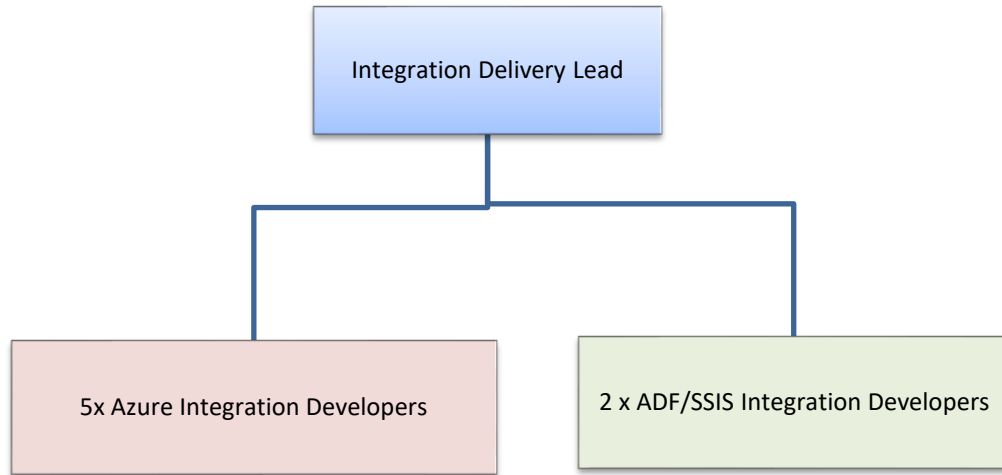 Integration Delivery Lead
5x Azure Integration Developers
2 x ADF/SSIS Integration Developers